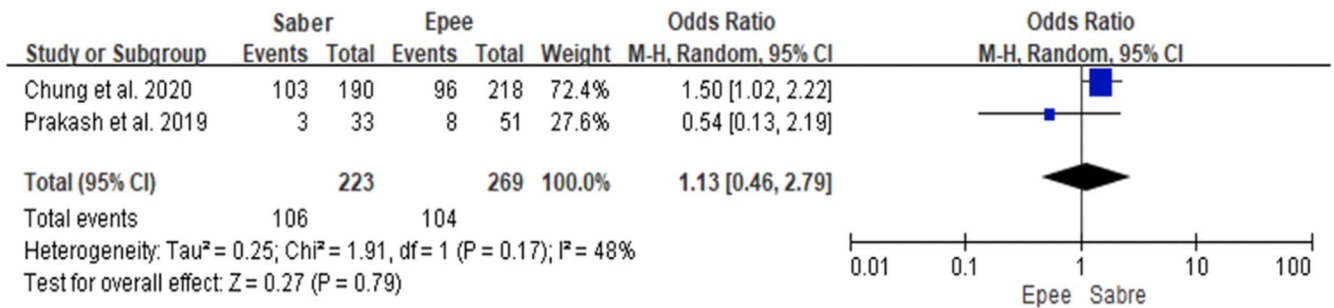 Saber Epee Odds Ratio Odds Ratio
Study or Subgroup Events Total Events Total Weight M-H, Random, 95% CI M-H, Random, 95% CI
Chung et al. 2020 103 190 96 218 72.4% 1.50 [1.02, 2.22]
Prakash et al. 2019 3 33 8 51 27.6% 0.54 [0.13, 2.19]
Total (95% CI) 223 269 100.0% 1.13 [0.46, 2.79]
Total events 106 104
Heterogeneity: Tau² = 0.25; Chi² = 1.91, df = 1 (P = 0.17); I² = 48%
Test for overall effect: Z = 0.27 (P = 0.79)
0.01 0.1 1 10 100
Epee Sabre